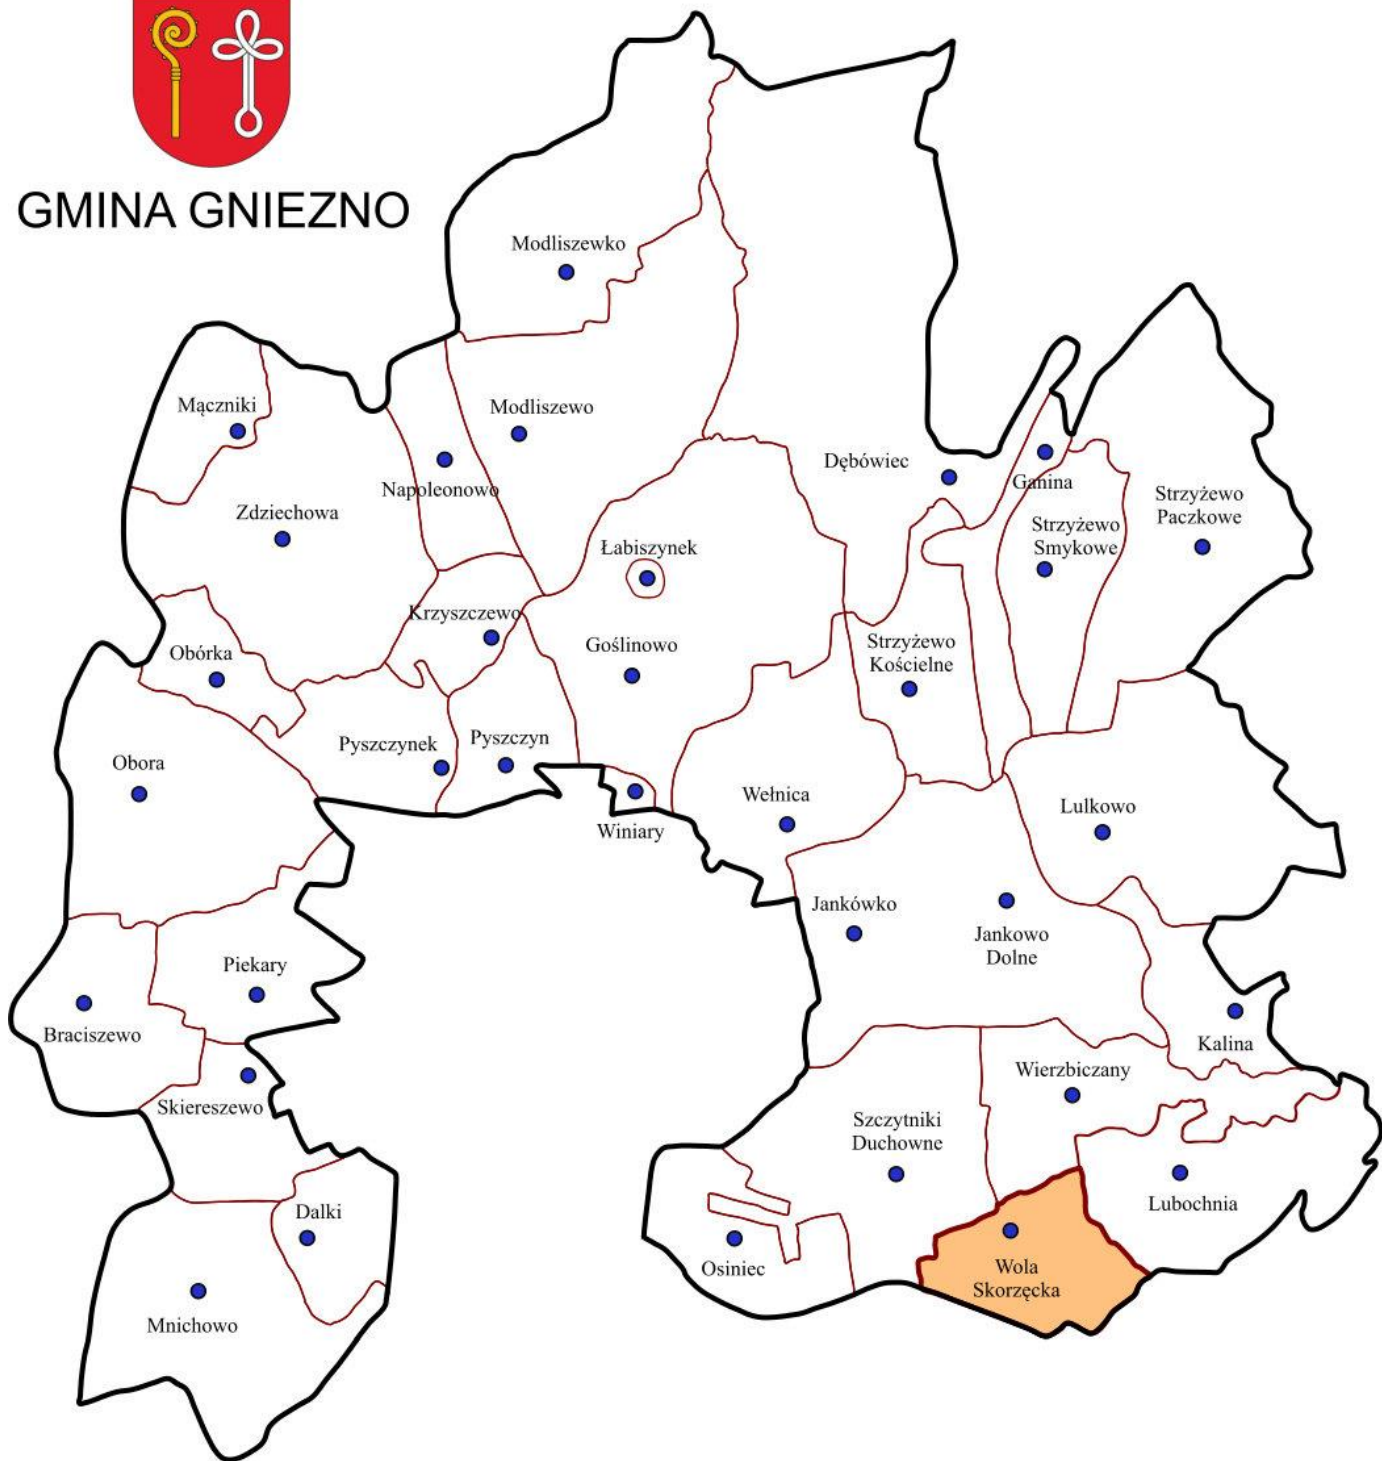 GMINA GNIEZNO
Modliszewko
Mączniki
Modliszewo
Napoleonowo
Dębówiec
Ganina
Strzyżewo
Paczkowe
Strzyżewo
Smykowe
Zdziechowa
Łabiszynek
Krzyszczewo
Goślinowo
Strzyżewo
Kościelne
Obórka
Obora
Pyszczynek
Pyszczyn
Winiary
Wełnica
Lulkowo
Jankówko
Jankowo
Dolne
Piekary
Braciszewo
Kalina
Skiereszewo
Wierzbiczany
Szczytniki
Duchowne
Lubochnia
Dalki
Osiniec
Wola
Skorzęcka
Mnichowo